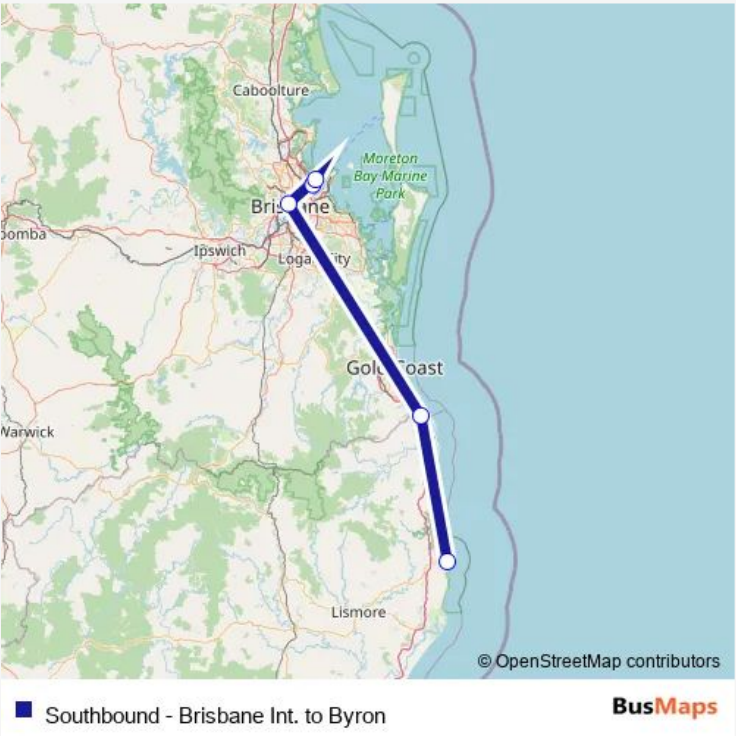 Caboolture
Moreton
Bay Marine
Park
Brisbane
oomba
Ipswich
Logan City
Gold Coast
Warwick
Lismore
© OpenStreetMap contributors
Southbound - Brisbane Int. to Byron
BusMaps